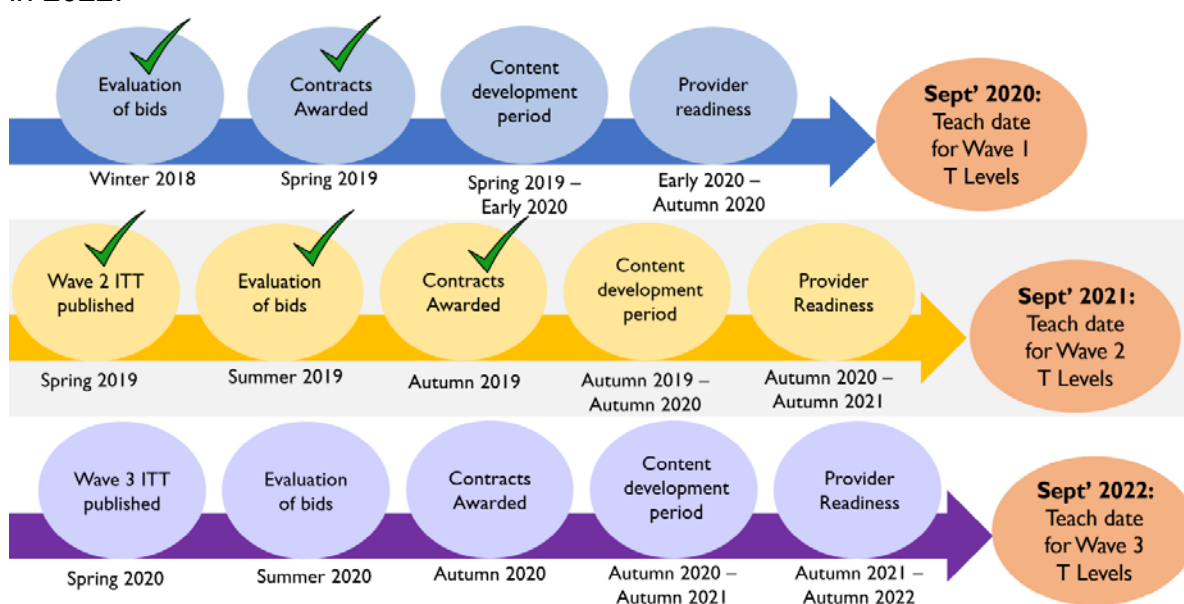 in 2022.
Evaluation
of bids
Contracts
Awarded
Content
development
period
Provider
readiness
Sept' 2020:
Teach date
for Wave 1
T Levels
Winter 2018
Spring 2019
Spring 2019 –
Early 2020
Early 2020 –
Autumn 2020
Wave 2 ITT
published
Evaluation
of bids
Contracts
Awarded
Content
development
period
Provider
Readiness
Sept' 2021:
Teach date
for Wave 2
T Levels
Spring 2019
Summer 2019
Autumn 2019
Autumn 2019 –
Autumn 2020
Autumn 2020 –
Autumn 2021
Wave 3 ITT
published
Evaluation
of bids
Contracts
Awarded
Content
development
period
Provider
Readiness
Sept' 2022:
Teach date
for Wave 3
T Levels
Spring 2020
Summer 2020
Autumn 2020
Autumn 2020 –
Autumn 2021
Autumn 2021 –
Autumn 2022